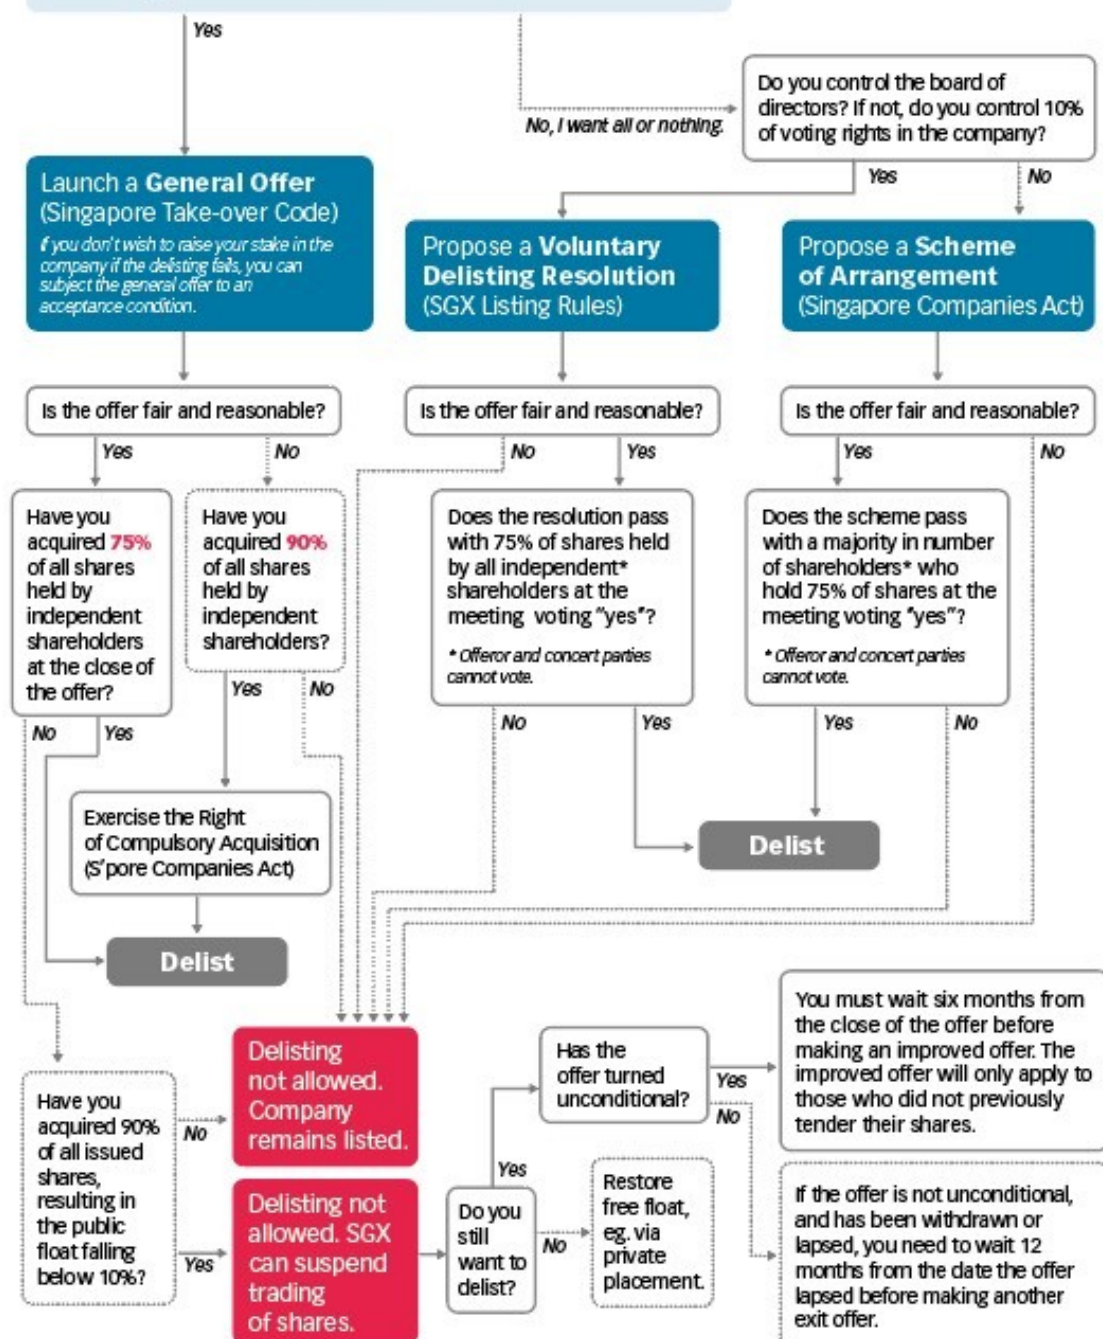 Yes
No, I want all or nothing.
Do you control the board of
directors? If not, do you control 10%
of voting rights in the company?
Yes
No
Launch a General Offer
(Singapore Take-over Code)
If you don't wish to raise your stake in the
company if the delisting fails, you can
subject the general offer to an
acceptance condition.
Propose a Voluntary
Delisting Resolution
(SGX Listing Rules)
Propose a Scheme
of Arrangement
(Singapore Companies Act)
Is the offer fair and reasonable?
Is the offer fair and reasonable?
Is the offer fair and reasonable?
Yes
No
No
Yes
Yes
No
Have you
acquired 75%
of all shares
held by
independent
shareholders
at the close of
the offer?
Have you
acquired 90%
of all shares
held by
independent
shareholders?
Does the resolution pass
with 75% of shares held
by all independent*
shareholders at the
meeting voting "yes"?
* Offeror and concert parties
cannot vote.
Does the scheme pass
with a majority in number
of shareholders* who
hold 75% of shares at the
meeting voting "yes"?
* Offeror and concert parties
cannot vote.
No
Yes
Yes
No
No
Yes
Yes
No
Exercise the Right
of Compulsory Acquisition
(S'pore Companies Act)
Delist
Delist
Have you
acquired 90%
of all issued
shares,
resulting in
the public
float falling
below 10%?
No
Yes
Delisting
not allowed.
Company
remains listed.
Delisting not
allowed. SGX
can suspend
trading
of shares.
Do you
still
want to
delist?
Yes
No
Has the
offer turned
unconditional?
Yes
No
Restore
free float,
eg. via
private
placement.
You must wait six months from
the close of the offer before
making an improved offer. The
improved offer will only apply to
those who did not previously
tender their shares.
If the offer is not unconditional,
and has been withdrawn or
lapsed, you need to wait 12
months from the date the offer
lapsed before making another
exit offer.